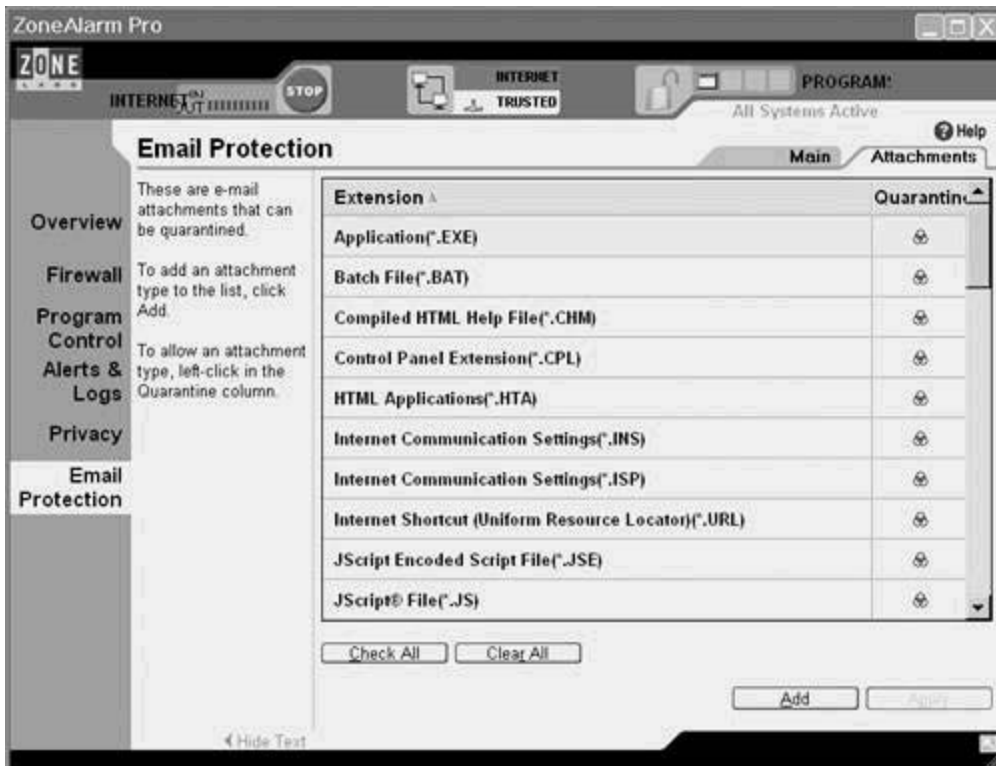 ZoneAlarm Pro
ZONE
LABS
INTERNET
IN
OUT
STOP
INTERNET
TRUSTED
PROGRAM:
All Systems Active
Help
Email Protection
Main
Attachments
Overview
Firewall
Program
Control
Alerts &
Logs
Privacy
Email
Protection
These are e-mail
attachments that can
be quarantined.
To add an attachment
type to the list, click
Add.
To allow an attachment
type, left-click in the
Quarantine column.
Extension
Quarantin
Application(*.EXE)
Batch File(*.BAT)
Compiled HTML Help File(*.CHM)
Control Panel Extension(*.CPL)
HTML Applications(*.HTA)
Internet Communication Settings(*.INS)
Internet Communication Settings(*.ISP)
Internet Shortcut (Uniform Resource Locator)(*.URL)
JScript Encoded Script File(*.JSE)
JScript® File(*.JS)
Check All
Clear All
Add
Apply
Hide Text